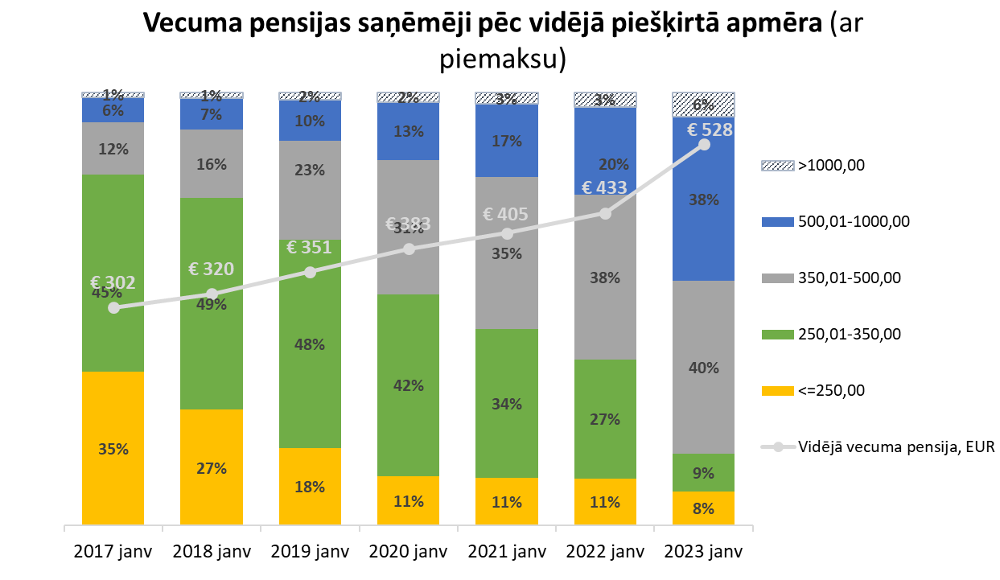 Vecuma pensijas saņēmēji pēc vidējā piešķirtā apmēra (ar
piemaksu)
1% 1% 2% 2% 3% 3% 6%
6% 7% 10% 13% 17% 20% 38%
12% 16% 23% 31% 35% 38% 40%
45% 49% 48% 42% 34% 27% 9%
35% 27% 18% 11% 11% 11% 8%
€ 302 € 320 € 351 € 383 € 405 € 433 € 528
2017 janv 2018 janv 2019 janv 2020 janv 2021 janv 2022 janv 2023 janv
>1000,00
500,01-1000,00
350,01-500,00
250,01-350,00
<=250,00
Vidējā vecuma pensija, EUR